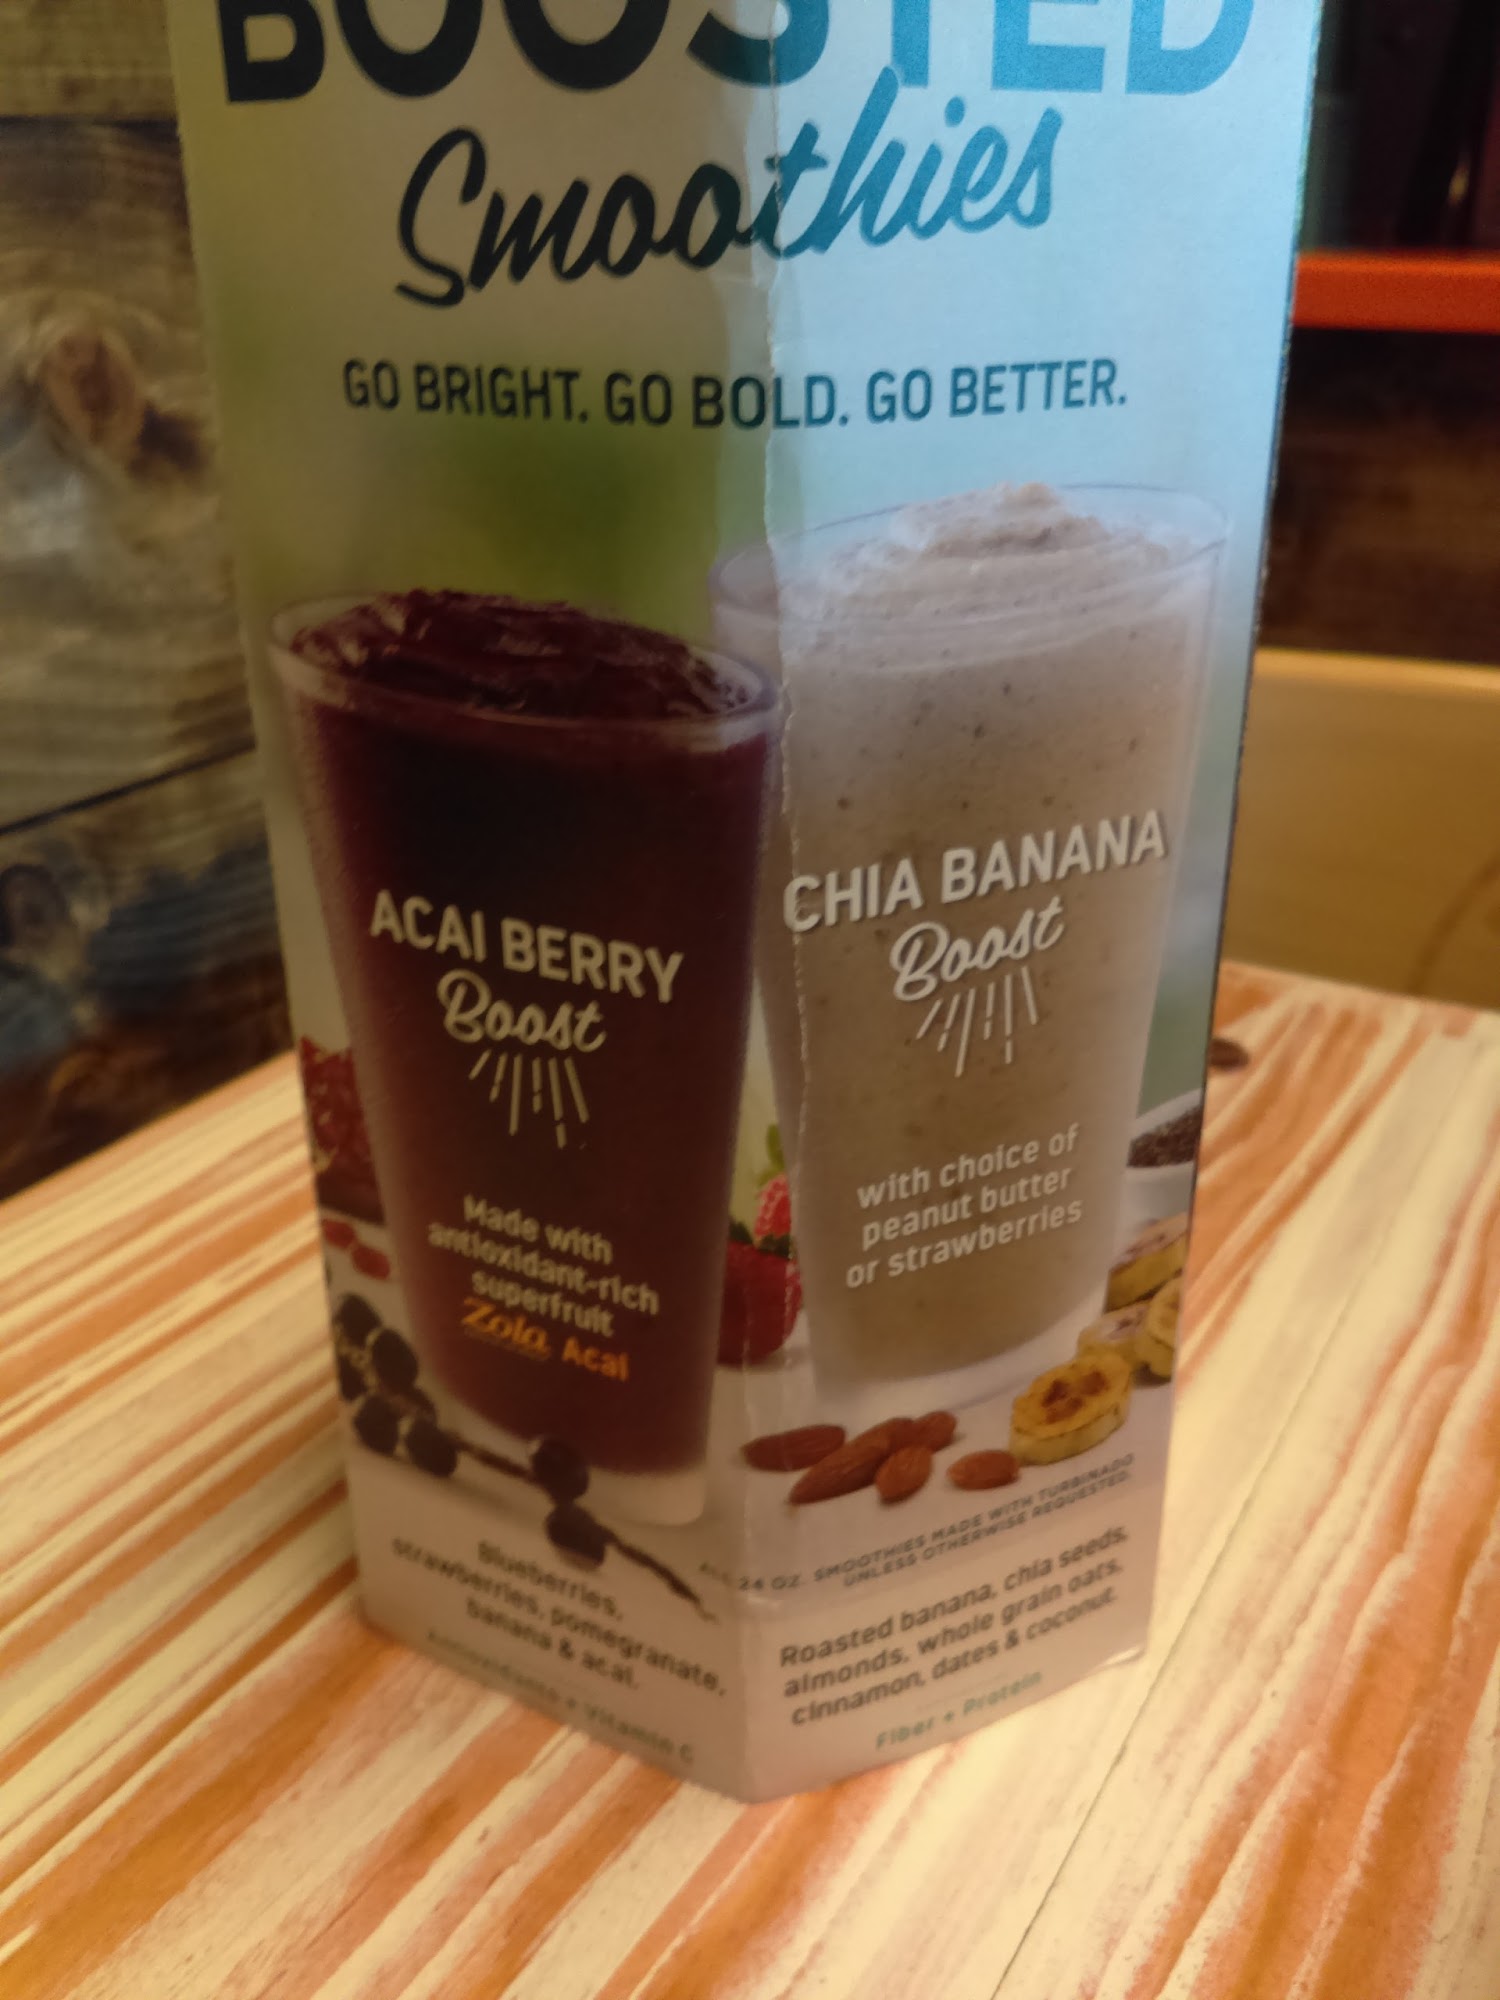 BOOSTED
Smoothies
GO BRIGHT. GO BOLD. GO BETTER.
ACAI BERRY
Boost
Made with
antioxidant-rich
superfruit
Zola Acai
CHIA BANANA
Boost
with choice of
peanut butter
or strawberries
ALL 24 OZ. SMOOTHIES MADE WITH TURBINADO
UNLESS OTHERWISE REQUESTED.
Blueberries,
strawberries, pomegranate,
banana & acai.
Antioxidants + Vitamin C
Roasted banana, chia seeds,
almonds, whole grain oats,
cinnamon, dates & coconut.
Fiber + Protein